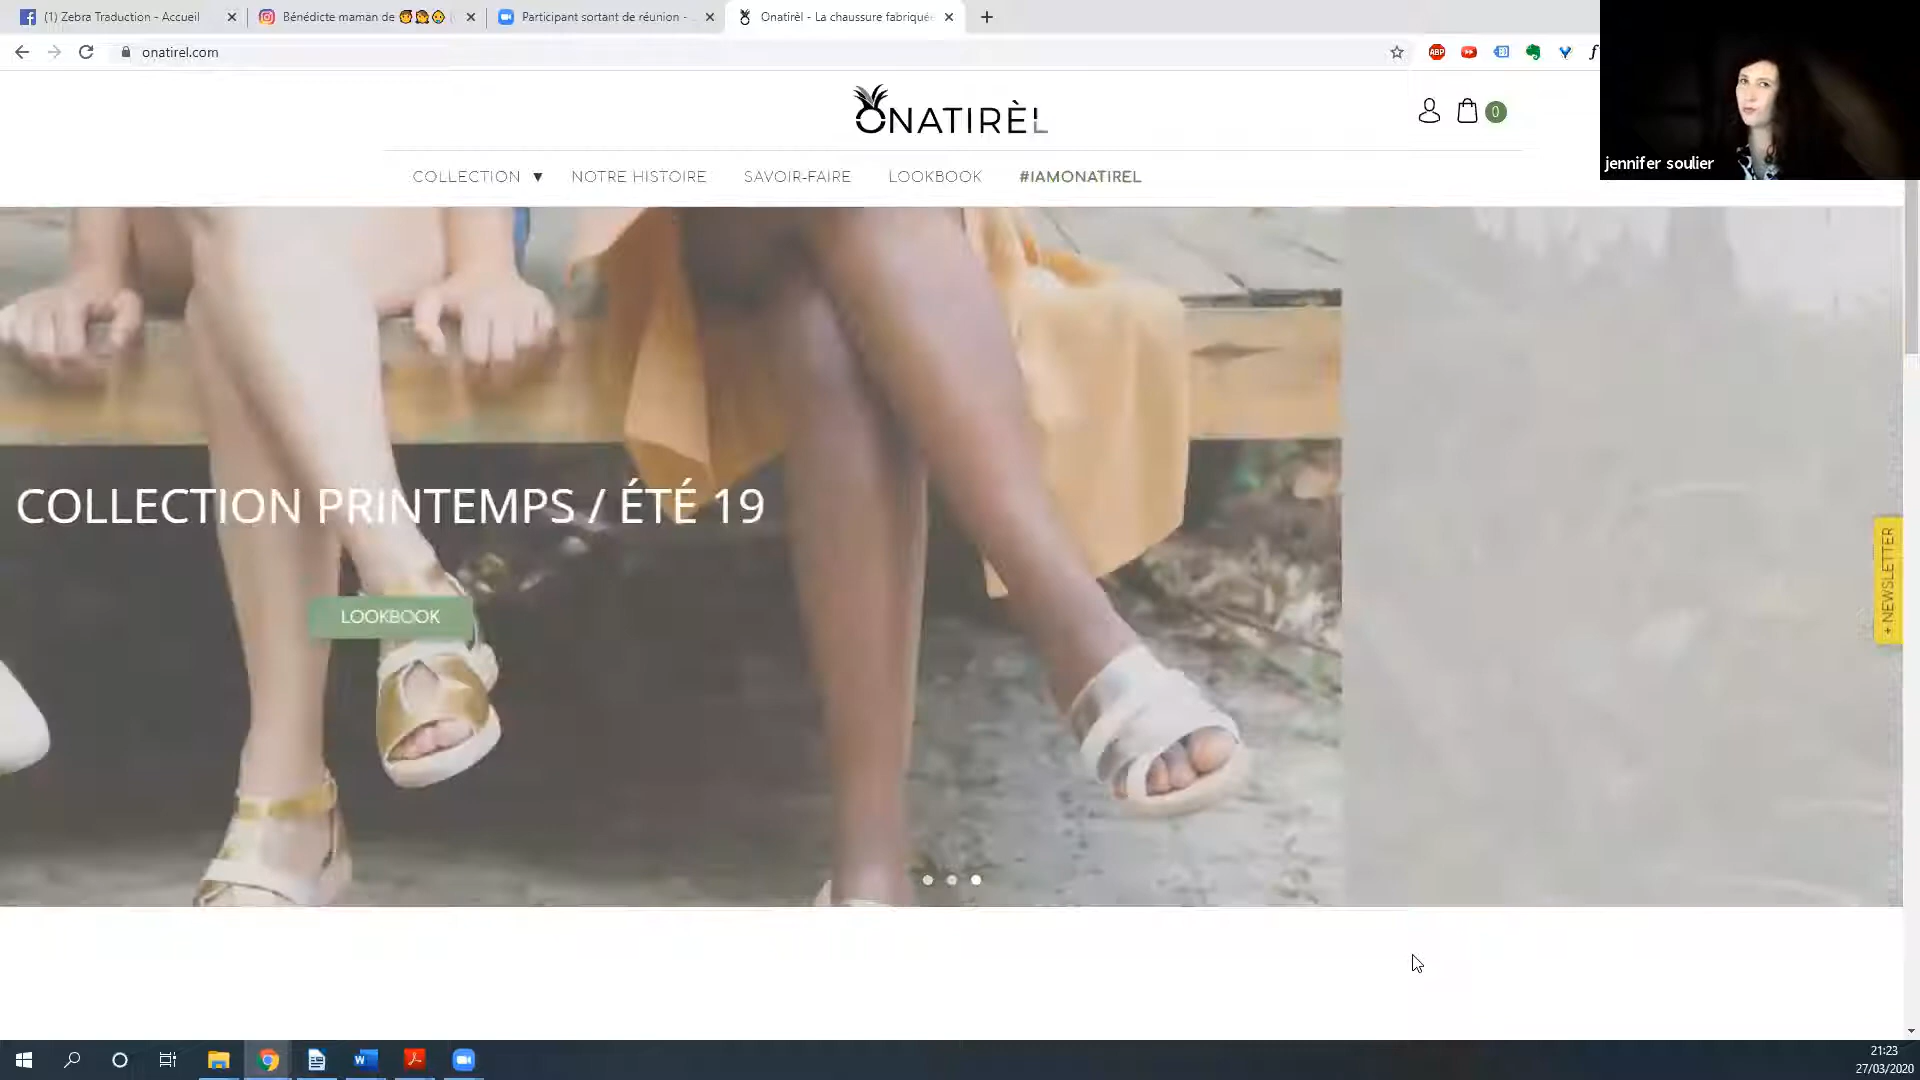 (1) Zebra Traduction - Accueil
Bénédicte maman de
Participant sortant de réunion -
Onatirèl - La chaussure fabriquée
onatirel.com
ABP
ONATIRÈL
0
jennifer soulier
COLLECTION ▼ NOTRE HISTOIRE SAVOIR-FAIRE LOOKBOOK #IAMONATIREL
COLLECTION PRINTEMPS / ÉTÉ 19
LOOKBOOK
+ NEWSLETTER
21:23
27/03/2020